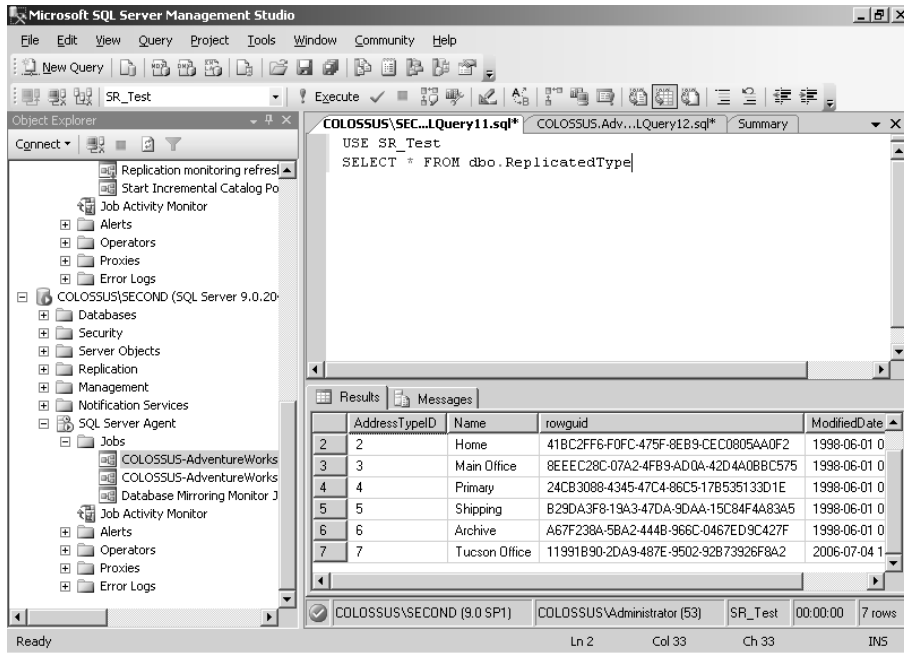 Microsoft SQL Server Management Studio
File Edit View Query Project Tools Window Community Help
New Query
SR_Test Execute
Object Explorer
Connect
Replication monitoring refresl
Start Incremental Catalog Po
Job Activity Monitor
Alerts
Operators
Proxies
Error Logs
COLOSSUS\SECOND (SQL Server 9.0.20
Databases
Security
Server Objects
Replication
Management
Notification Services
SQL Server Agent
Jobs
COLOSSUS-AdventureWorks
COLOSSUS-AdventureWorks
Database Mirroring Monitor J
Job Activity Monitor
Alerts
Operators
Proxies
Error Logs
COLOSSUS\SEC...LQuery11.sql* COLOSSUS.Adv...LQuery12.sql* Summary
USE SR_Test
SELECT * FROM dbo.ReplicatedType
Results Messages
AddressTypeID Name rowguid ModifiedDate
2 2 Home 41BC2FF6-F0FC-475F-8EB9-CEC0805AA0F2 1998-06-01 0
3 3 Main Office 8EEEC28C-07A2-4FB9-AD0A-42D4A0BBC575 1998-06-01 0
4 4 Primary 24CB3088-4345-47C4-86C5-17B535133D1E 1998-06-01 0
5 5 Shipping B29DA3F8-19A3-47DA-9DAA-15C84F4A83A5 1998-06-01 0
6 6 Archive A67F238A-5BA2-444B-966C-0467ED9C427F 1998-06-01 0
7 7 Tucson Office 11991B90-2DA9-487E-9502-92B73926F8A2 2006-07-04 1
COLOSSUS\SECOND (9.0 SP1) COLOSSUS\Administrator (53) SR_Test 00:00:00 7 rows
Ready Ln 2 Col 33 Ch 33 INS